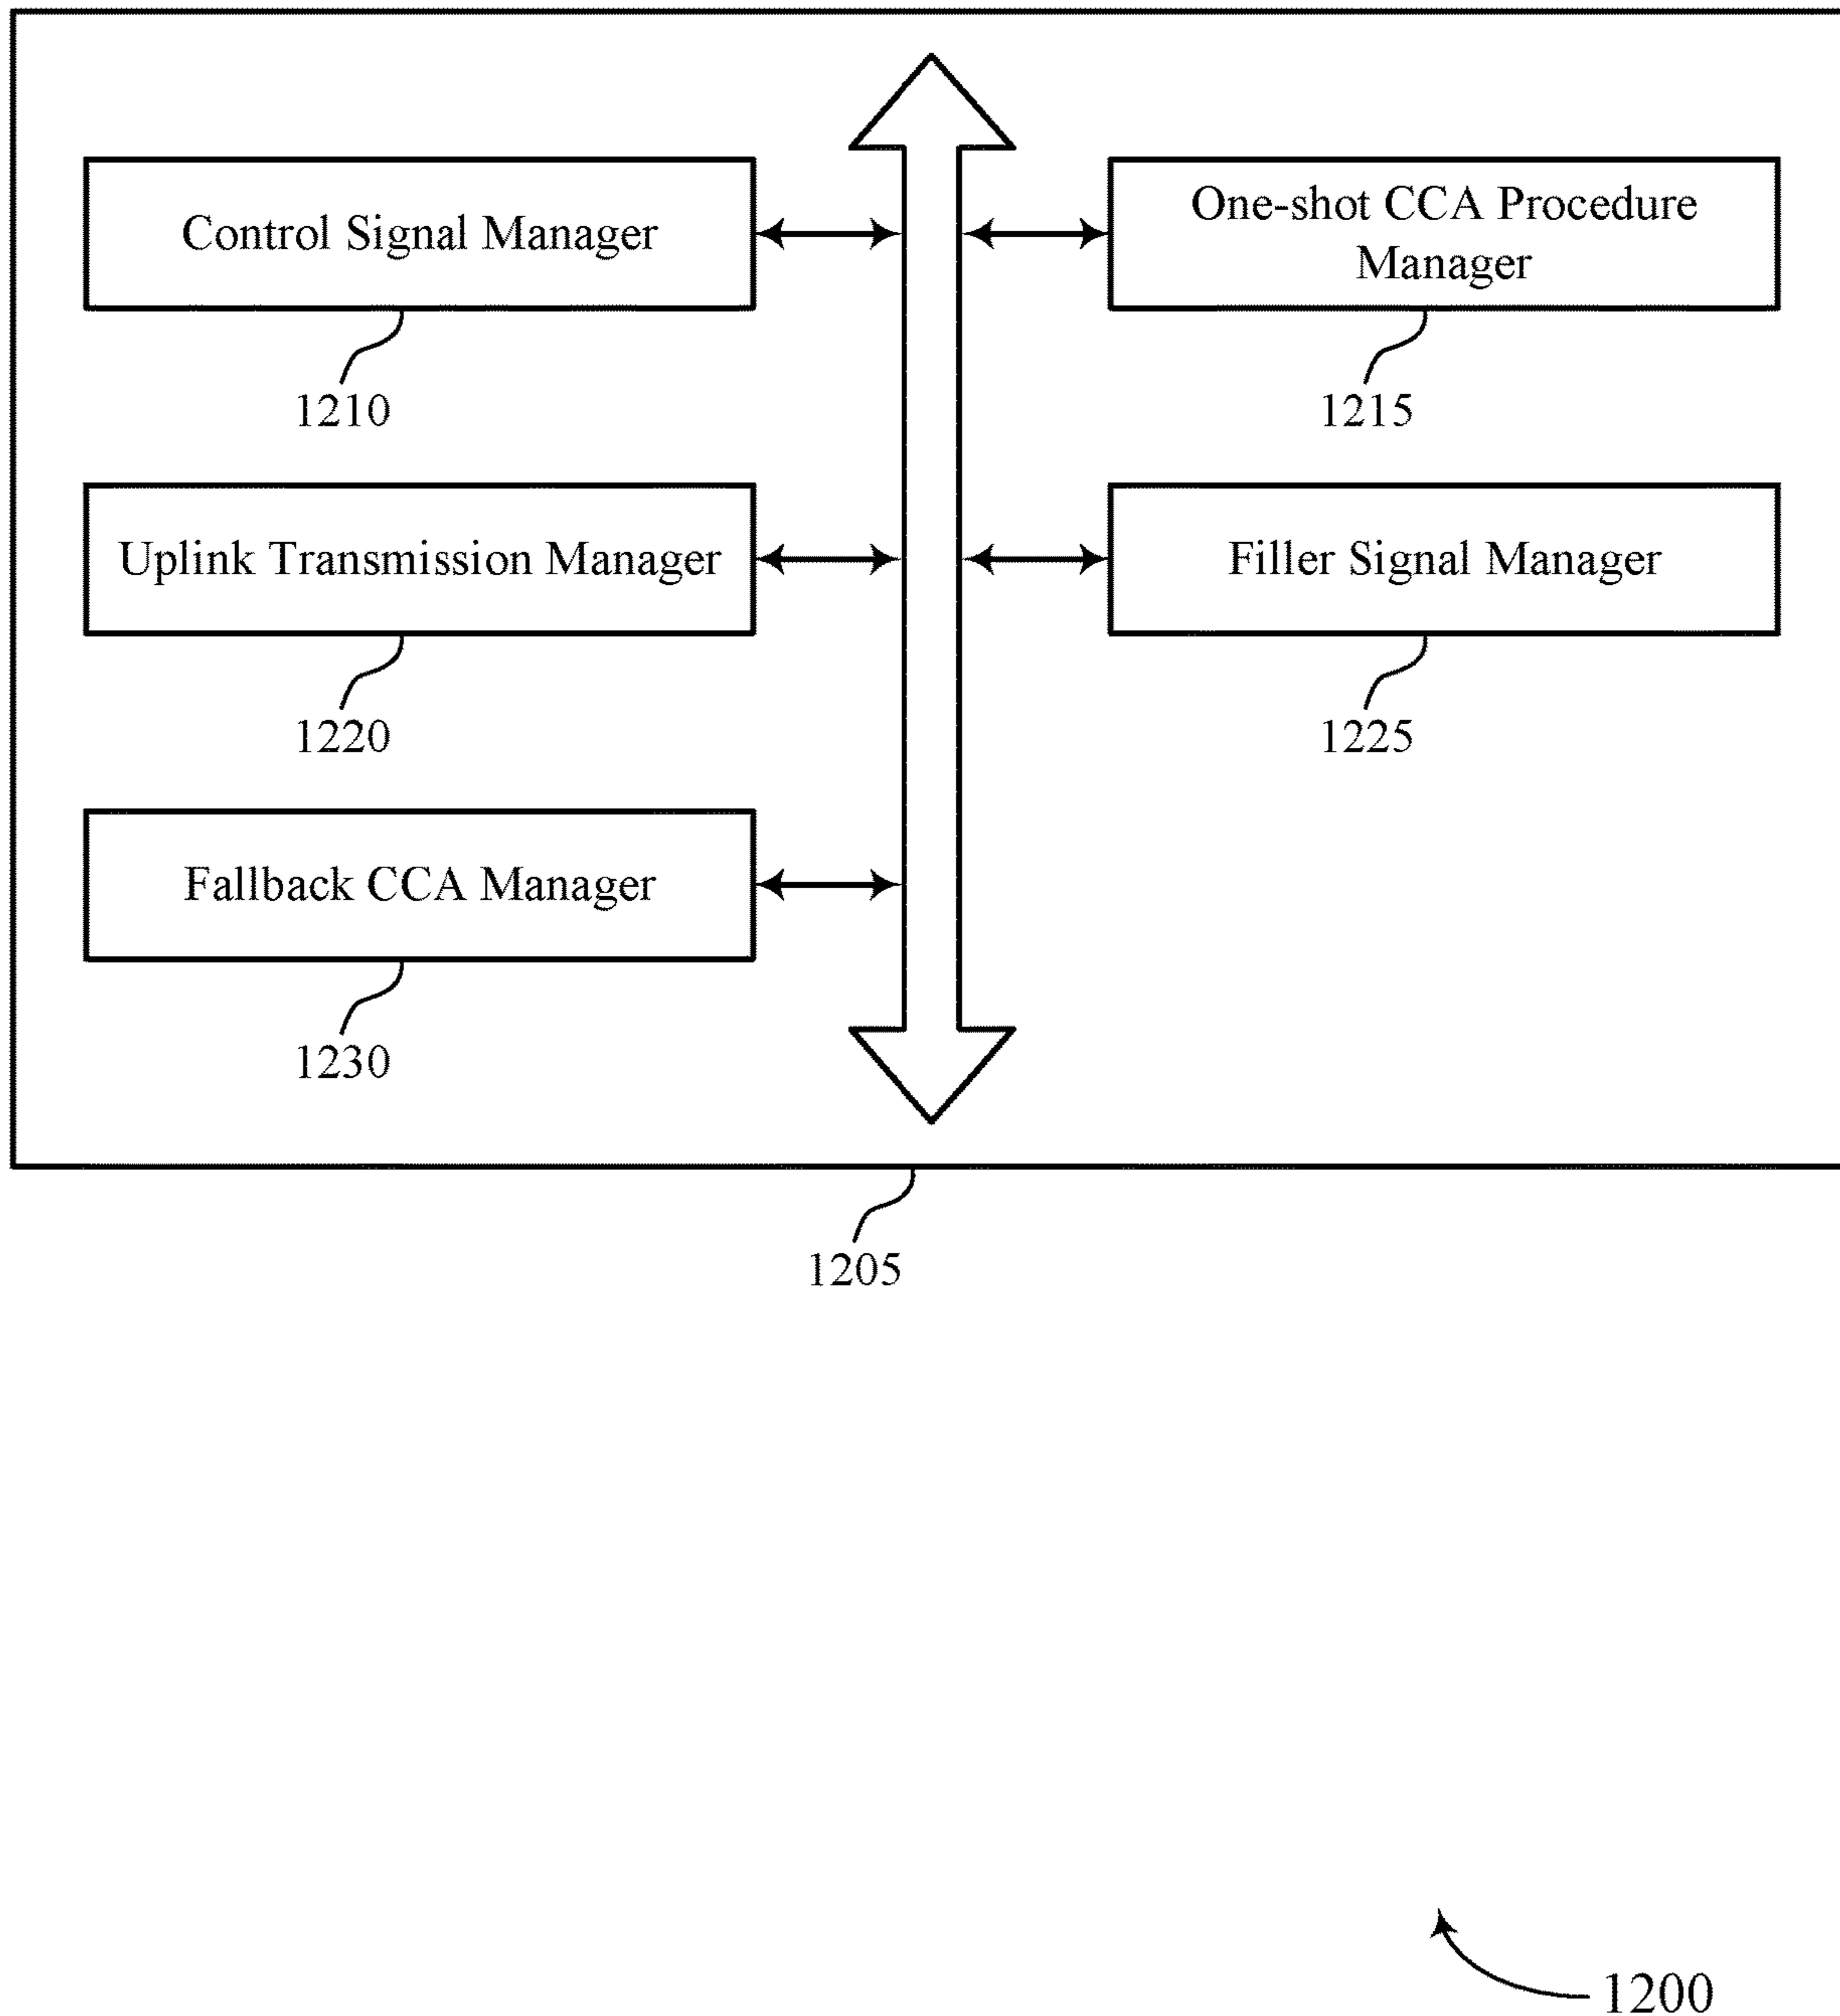 Control Signal Manager
1210
One-shot CCA Procedure
Manager
1215
Uplink Transmission Manager
1220
Filler Signal Manager
1225
Fallback CCA Manager
1230
1205
1200